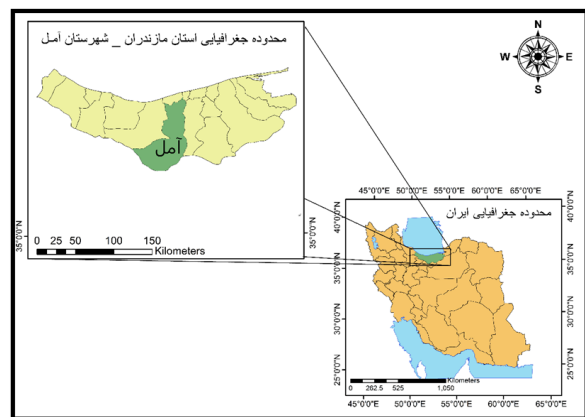 محدوده جغرافیایی استان مازندران _ شهرستان آمل
آمل
35°0'0"N
35°0'0"N
0 25 50 100 150
Kilometers
N
W E
S
محدوده جغرافیایی ایران
45°0'0"E 50°0'0"E 55°0'0"E 60°0'0"E 65°0'0"E
40°0'0"N
35°0'0"N
30°0'0"N
25°0'0"N
40°0'0"N
35°0'0"N
30°0'0"N
25°0'0"N
Kilometers
0 262.5 525 1,050
45°0'0"E 50°0'0"E 55°0'0"E 60°0'0"E